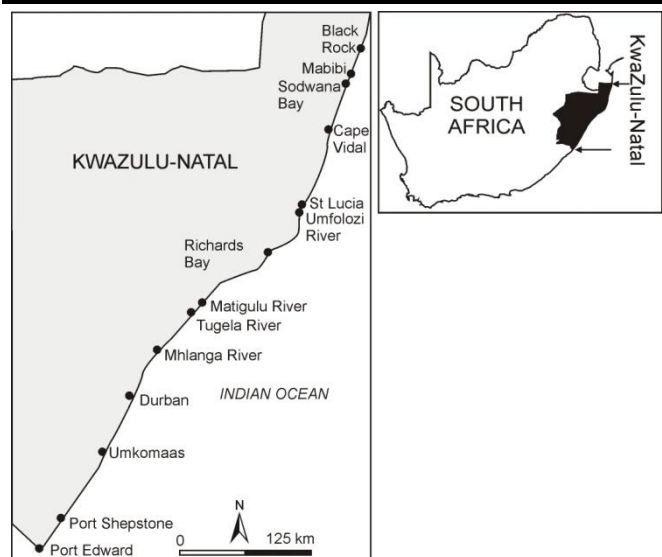 Black
Rock
Mabibi
Sodwana
Bay
Cape
Vidal
KWAZULU-NATAL
St Lucia
Umfolozi
River
Richards
Bay
Matigulu River
Tugela River
Mhlanga River
INDIAN OCEAN
Durban
Umkomaas
N
Port Shepstone
0 125 km
Port Edward
SOUTH
AFRICA
KwaZulu-Natal